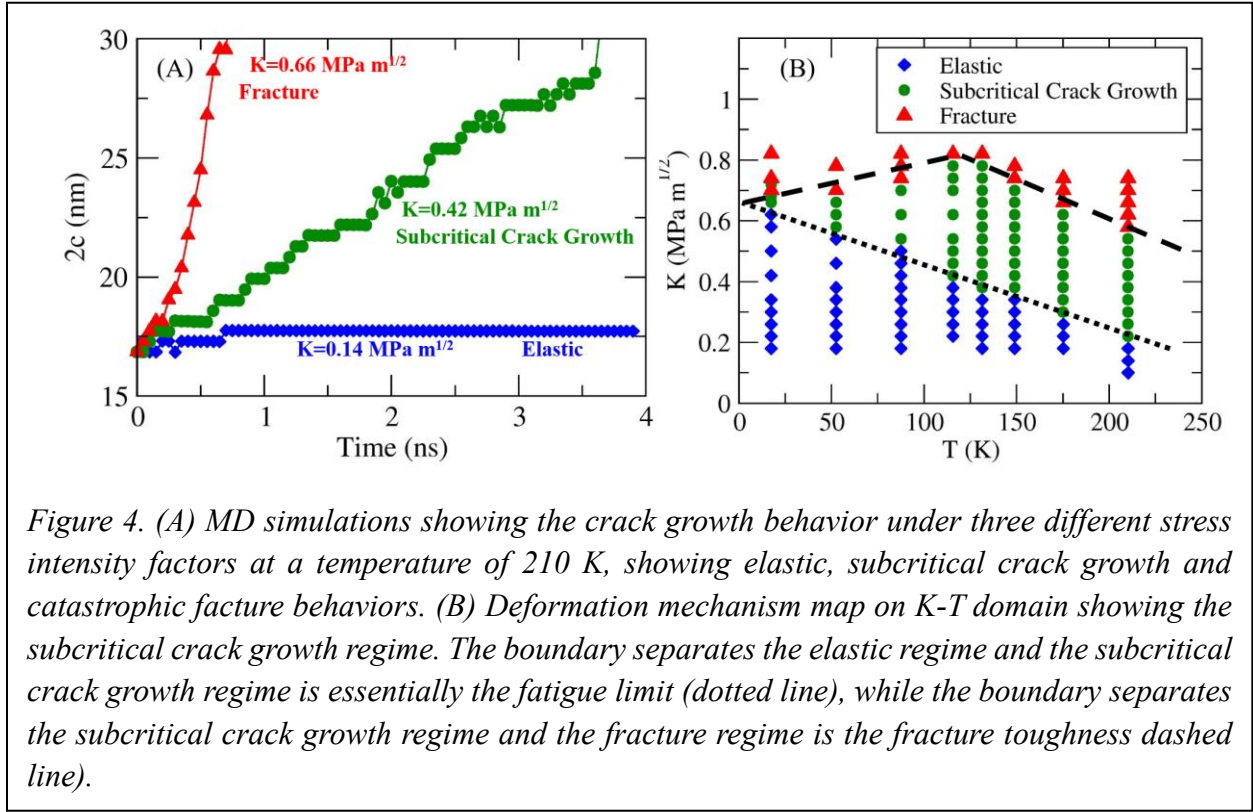 30
25
20
15
2c (nm)
(A)
K=0.66 MPa m1/2
Fracture
K=0.42 MPa m1/2
Subcritical Crack Growth
K=0.14 MPa m1/2
Elastic
0 1 2 3 4
Time (ns)
(B)
Elastic
Subcritical Crack Growth
Fracture
1
0.8
0.6
0.4
0.2
0
K (MPa m1/2)
0 50 100 150 200 250
T (K)
Figure 4. (A) MD simulations showing the crack growth behavior under three different stress
intensity factors at a temperature of 210 K, showing elastic, subcritical crack growth and
catastrophic facture behaviors. (B) Deformation mechanism map on K-T domain showing the
subcritical crack growth regime. The boundary separates the elastic regime and the subcritical
crack growth regime is essentially the fatigue limit (dotted line), while the boundary separates
the subcritical crack growth regime and the fracture regime is the fracture toughness dashed
line).